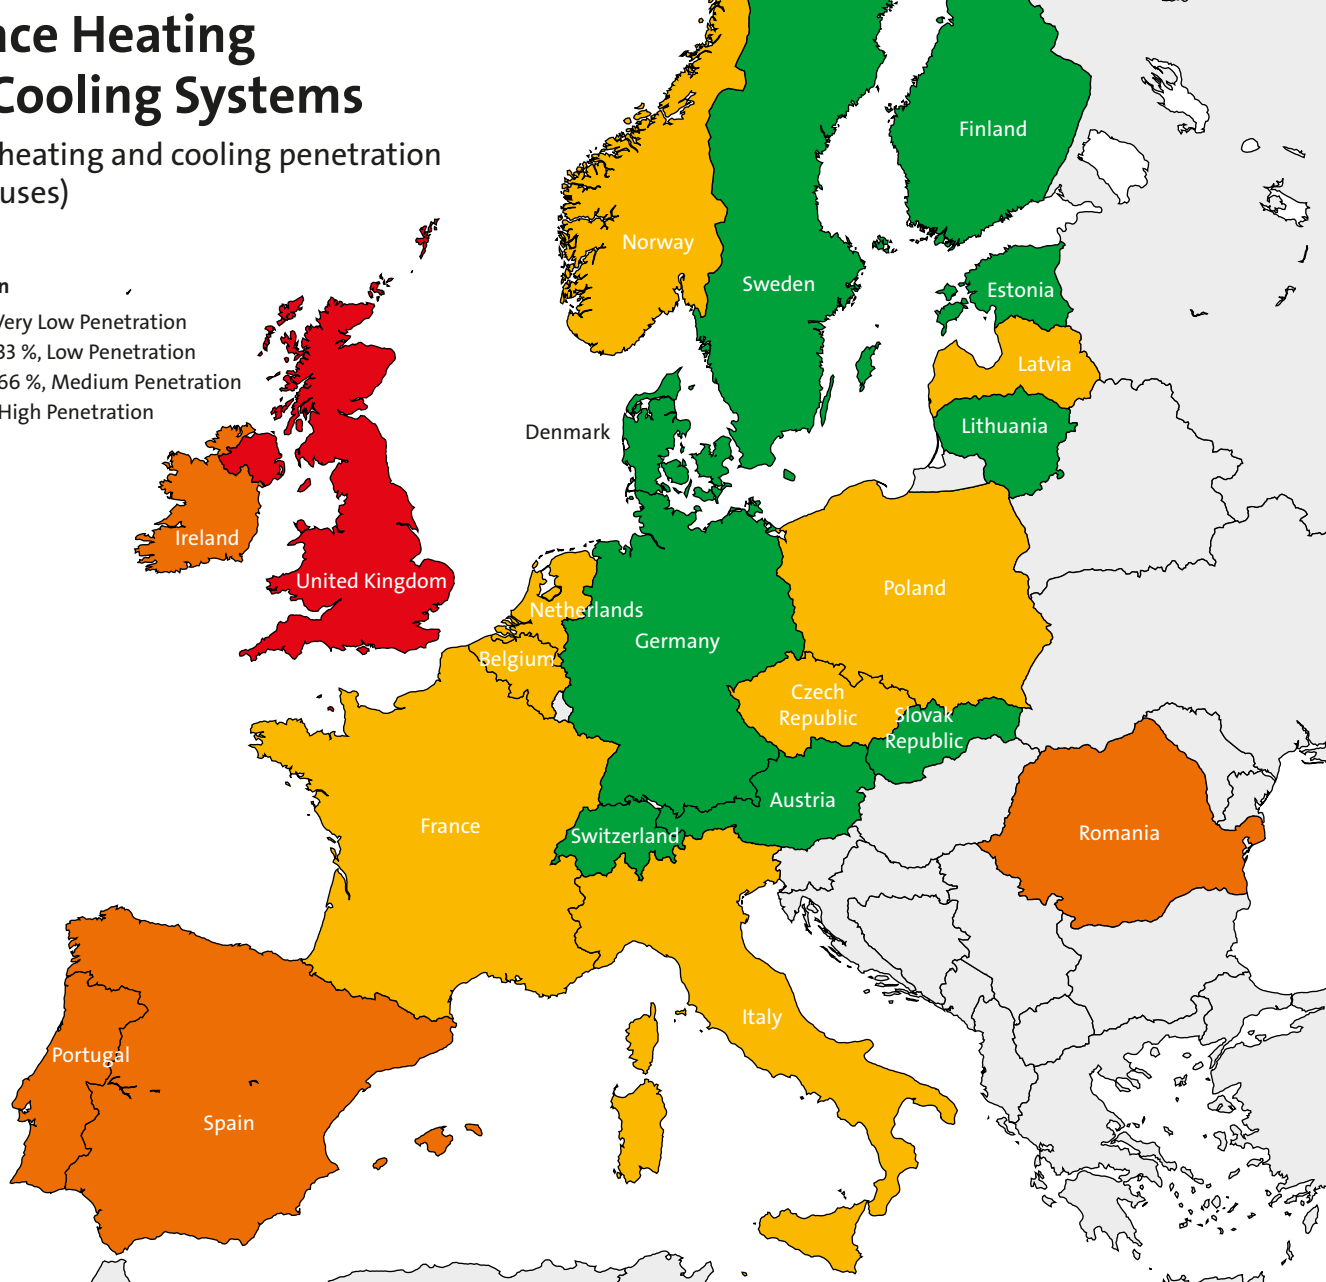 nce Heating
Cooling Systems
heating and cooling penetration
uses)
n
Very Low Penetration
33 %, Low Penetration
66 %, Medium Penetration
High Penetration
Finland
Norway
Sweden
Estonia
Latvia
Lithuania
Denmark
Ireland
United Kingdom
Netherlands
Poland
Germany
Belgium
Czech
Republic
Slovak
Republic
Austria
France
Switzerland
Romania
Italy
Portugal
Spain